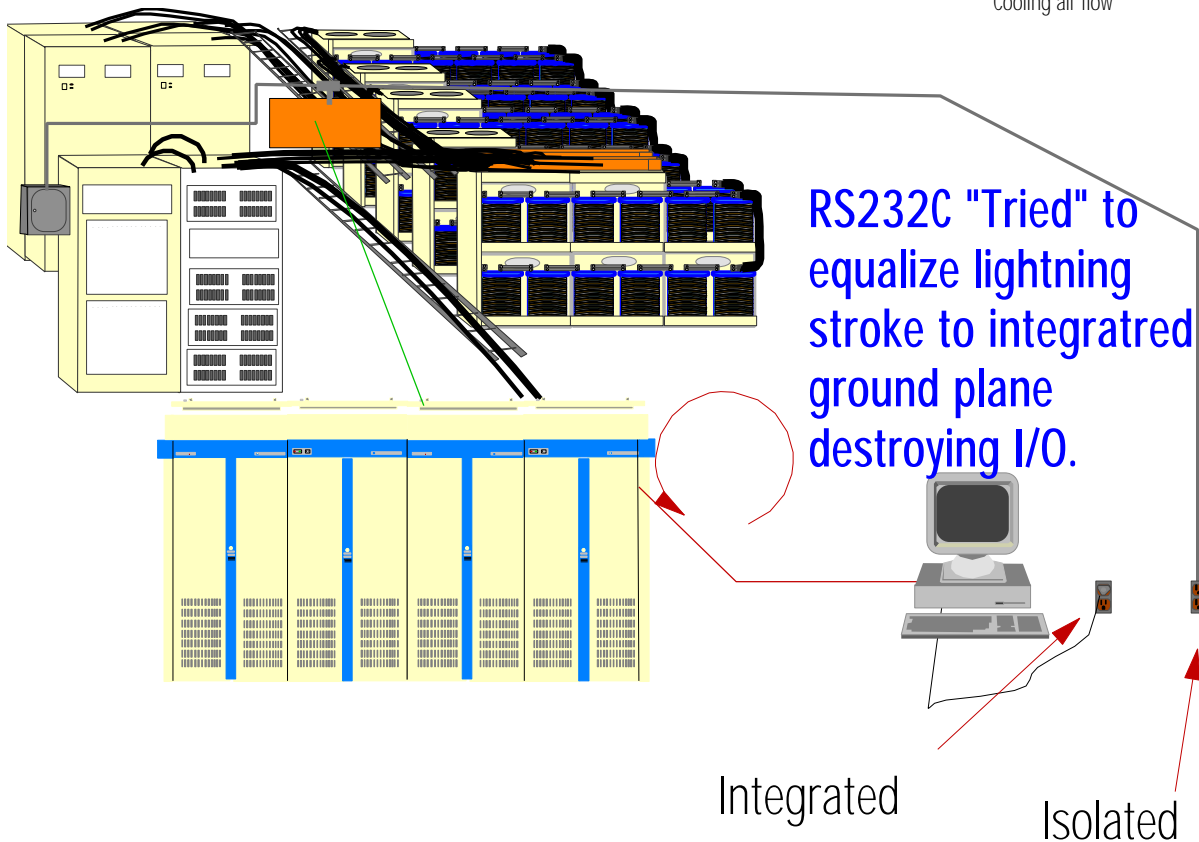 Cooling air flow
RS232C "Tried" to
equalize lightning
stroke to integratred
ground plane
destroying I/O.
Integrated
Isolated